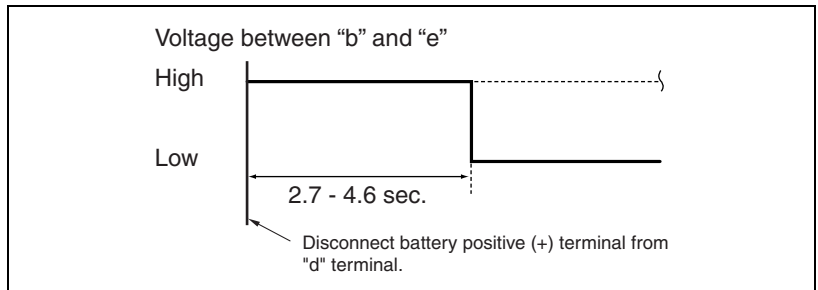 Voltage between “b” and “e”
High
Low
2.7 - 4.6 sec.
Disconnect battery positive (+) terminal from
"d" terminal.